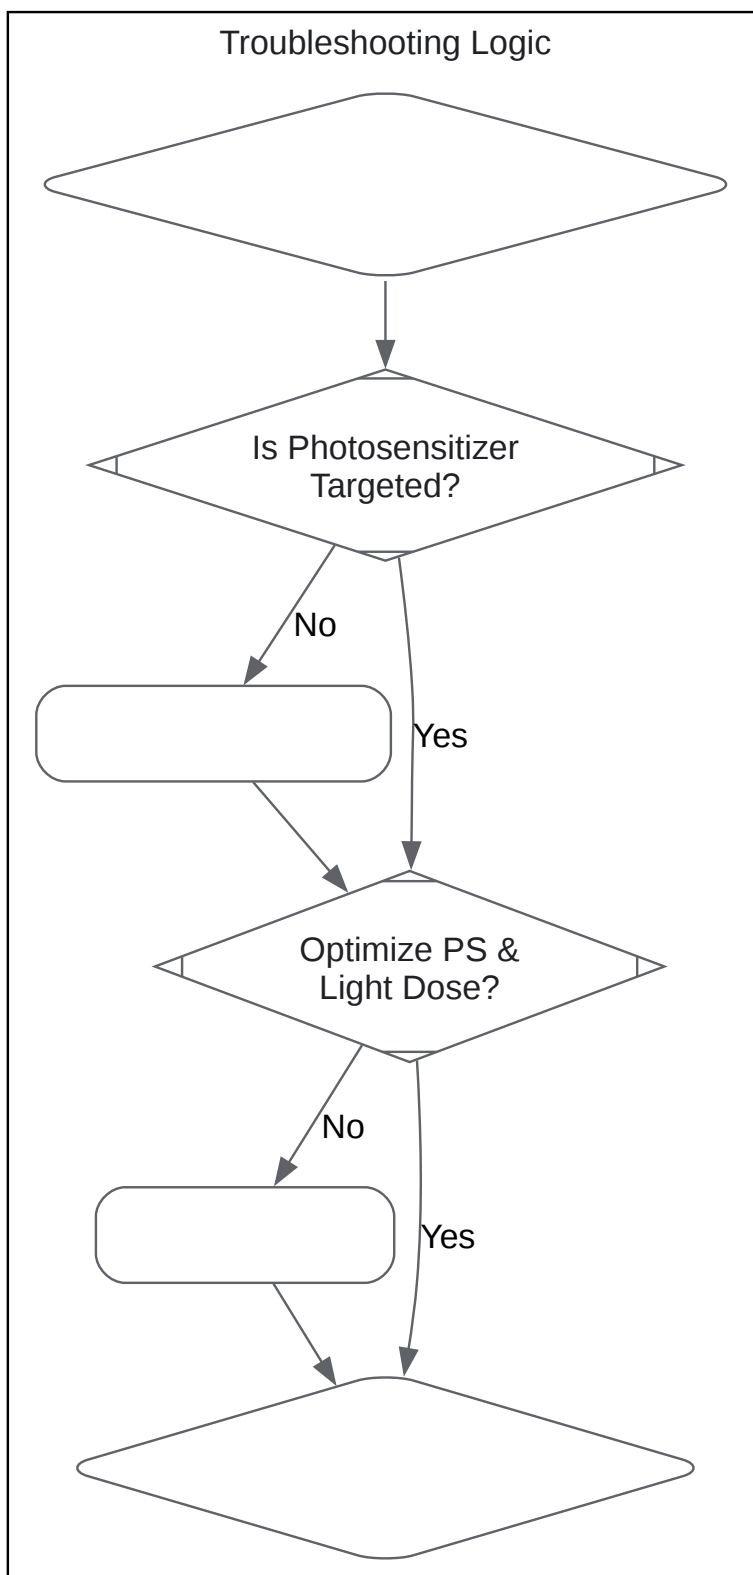 Troubleshooting Logic
Is Photosensitizer
Targeted?
No
Yes
Optimize PS &
Light Dose?
No
Yes